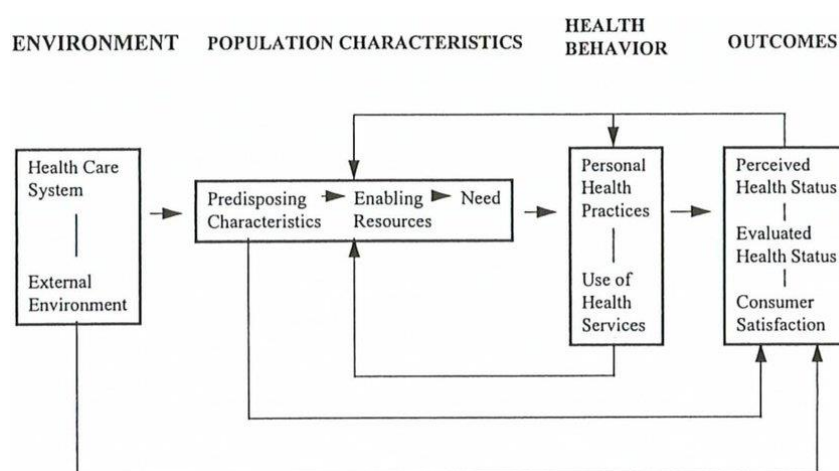 ENVIRONMENT
POPULATION CHARACTERISTICS
HEALTH
BEHAVIOR
OUTCOMES
Health Care
System
External
Environment
Predisposing
Characteristics
Enabling
Resources
Need
Personal
Health
Practices
Use of
Health
Services
Perceived
Health Status
Evaluated
Health Status
Consumer
Satisfaction